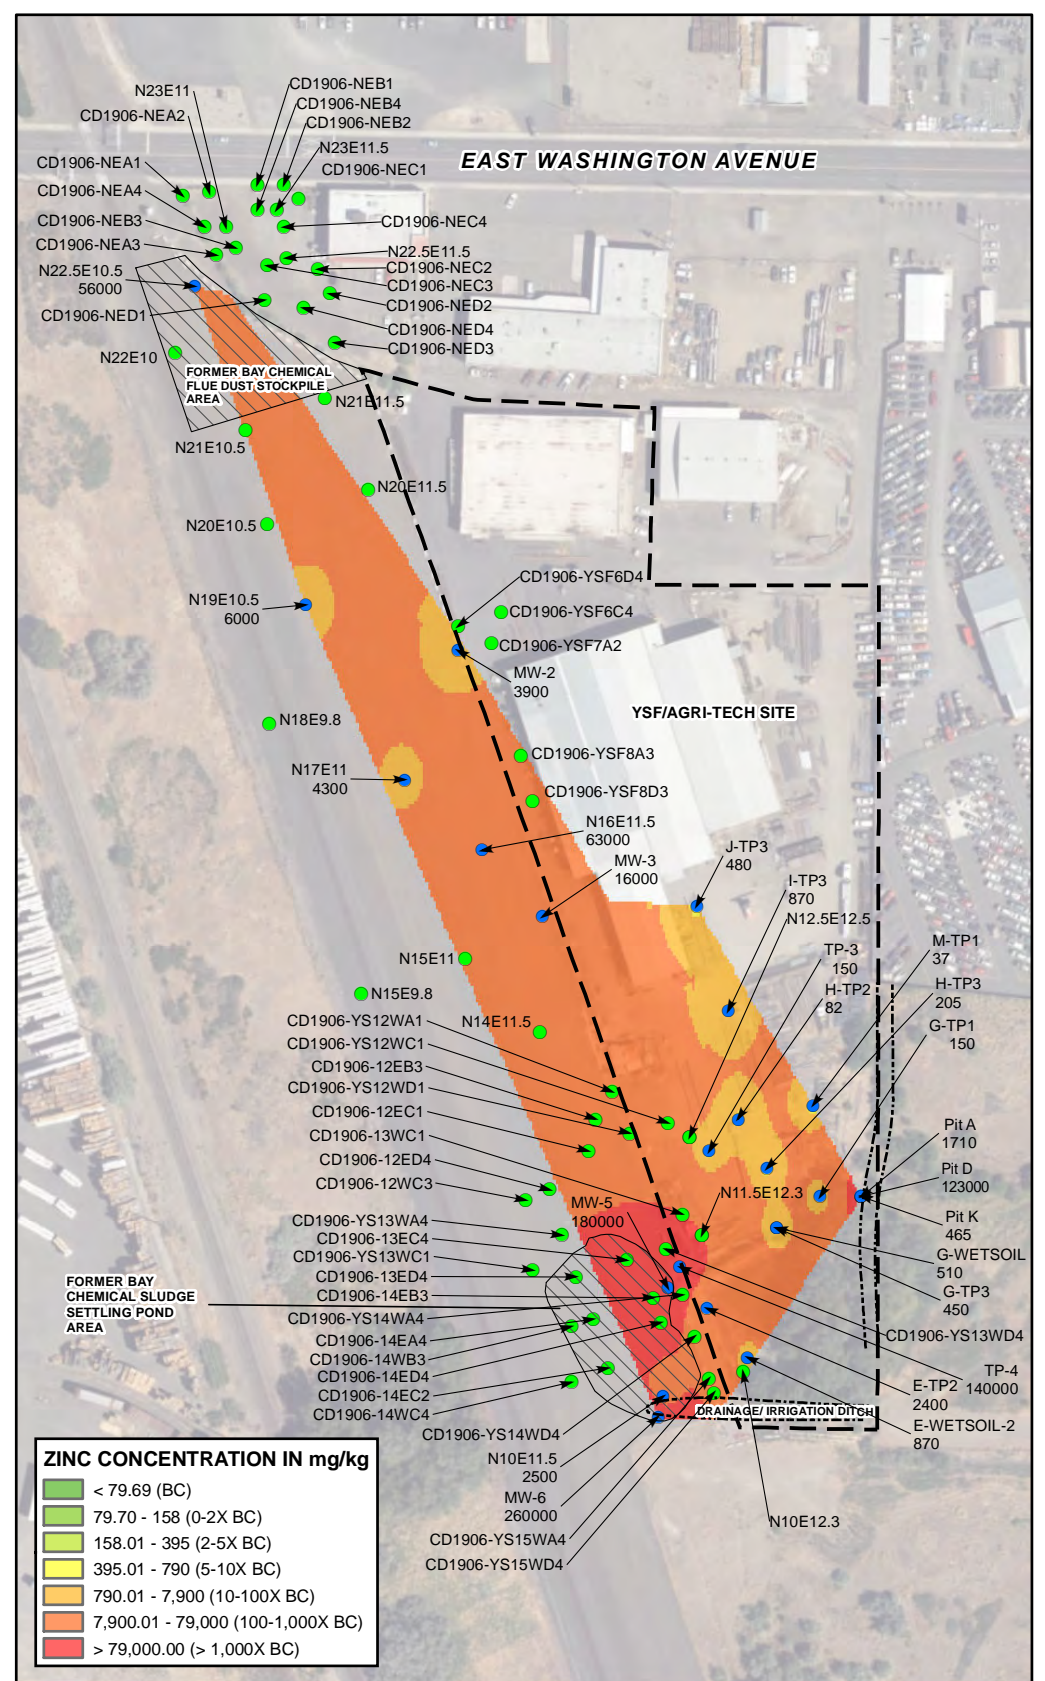 CD1906-NEB1
N23E11
CD1906-NEB4
CD1906-NEA2
CD1906-NEB2
N23E11.5
CD1906-NEC1
EAST WASHINGTON AVENUE
CD1906-NEA1
CD1906-NEA4
CD1906-NEB3
CD1906-NEC4
CD1906-NEA3
N22.5E11.5
N22.5E10.5
56000
CD1906-NEC2
CD1906-NEC3
CD1906-NED2
CD1906-NED1
CD1906-NED4
CD1906-NED3
N22E10
FORMER BAY CHEMICAL
FLUE DUST STOCKPILE
AREA
N21E11.5
N21E10.5
N20E11.5
N20E10.5
CD1906-YSF6D4
N19E10.5
6000
CD1906-YSF6C4
CD1906-YSF7A2
MW-2
3900
YSF/AGRI-TECH SITE
N18E9.8
CD1906-YSF8A3
N17E11
4300
CD1906-YSF8D3
N16E11.5
63000
J-TP3
480
MW-3
16000
I-TP3
870
N12.5E12.5
M-TP1
37
TP-3
150
N15E11
H-TP3
205
H-TP2
82
N15E9.8
G-TP1
150
CD1906-YS12WA1
N14E11.5
CD1906-YS12WC1
CD1906-12EB3
CD1906-YS12WD1
CD1906-12EC1
Pit A
1710
CD1906-13WC1
CD1906-12ED4
Pit D
123000
CD1906-12WC3
N11.5E12.3
MW-5
180000
Pit K
465
CD1906-YS13WA4
CD1906-13EC4
CD1906-YS13WC1
G-WETSOIL
510
CD1906-13ED4
FORMER BAY
CHEMICAL SLUDGE
SETTLING POND
AREA
G-TP3
450
CD1906-14EB3
CD1906-YS14WA4
CD1906-YS13WD4
CD1906-14EA4
CD1906-14WB3
TP-4
140000
CD1906-14ED4
E-TP2
2400
CD1906-14EC2
CD1906-14WC4
DRAINAGE/ IRRIGATION DITCH
E-WETSOIL-2
870
CD1906-YS14WD4
N10E11.5
2500
MW-6
260000
N10E12.3
CD1906-YS15WA4
CD1906-YS15WD4
ZINC CONCENTRATION IN mg/kg
< 79.69 (BC)
79.70 - 158 (0-2X BC)
158.01 - 395 (2-5X BC)
395.01 - 790 (5-10X BC)
790.01 - 7,900 (10-100X BC)
7,900.01 - 79,000 (100-1,000X BC)
> 79,000.00 (> 1,000X BC)